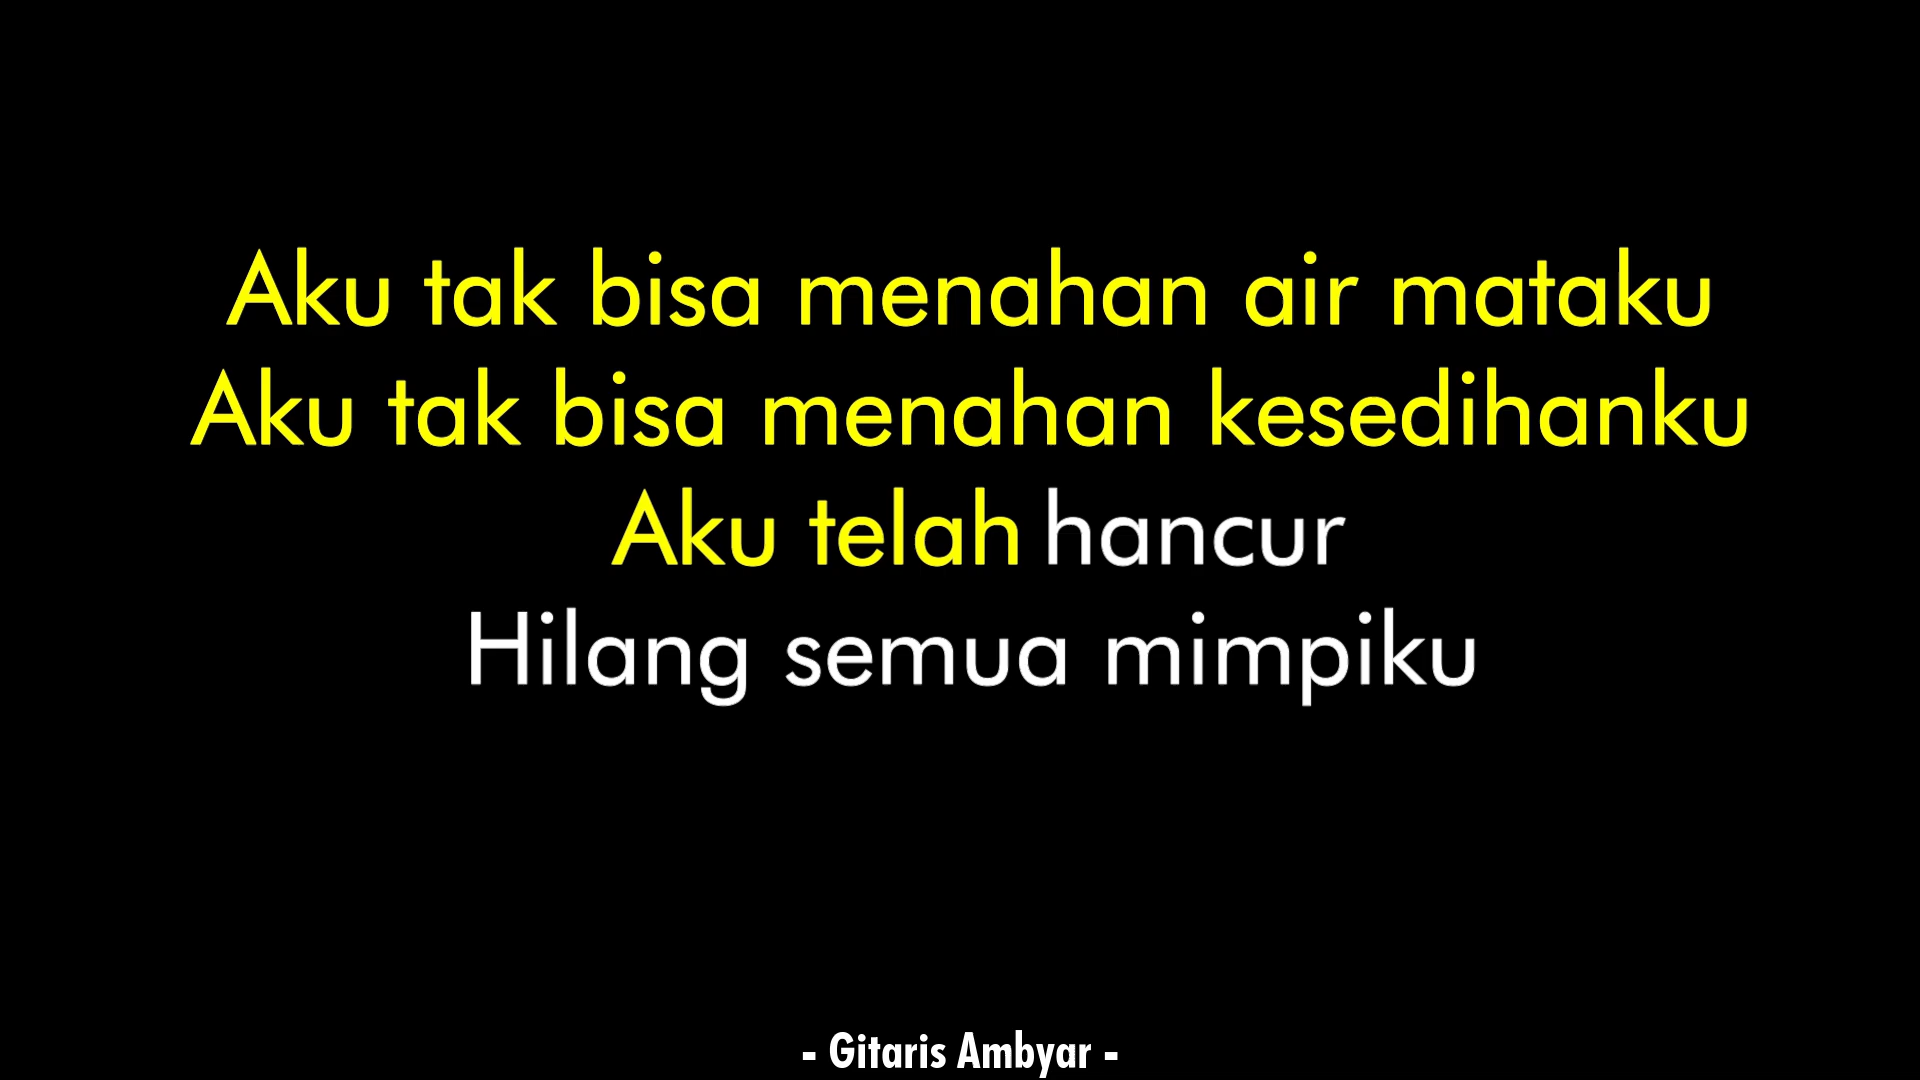 Aku tak bisa menahan air mataku
Aku tak bisa menahan kesedihanku
Aku telah hancur
Hilang semua mimpiku
- Gitaris Ambyar -